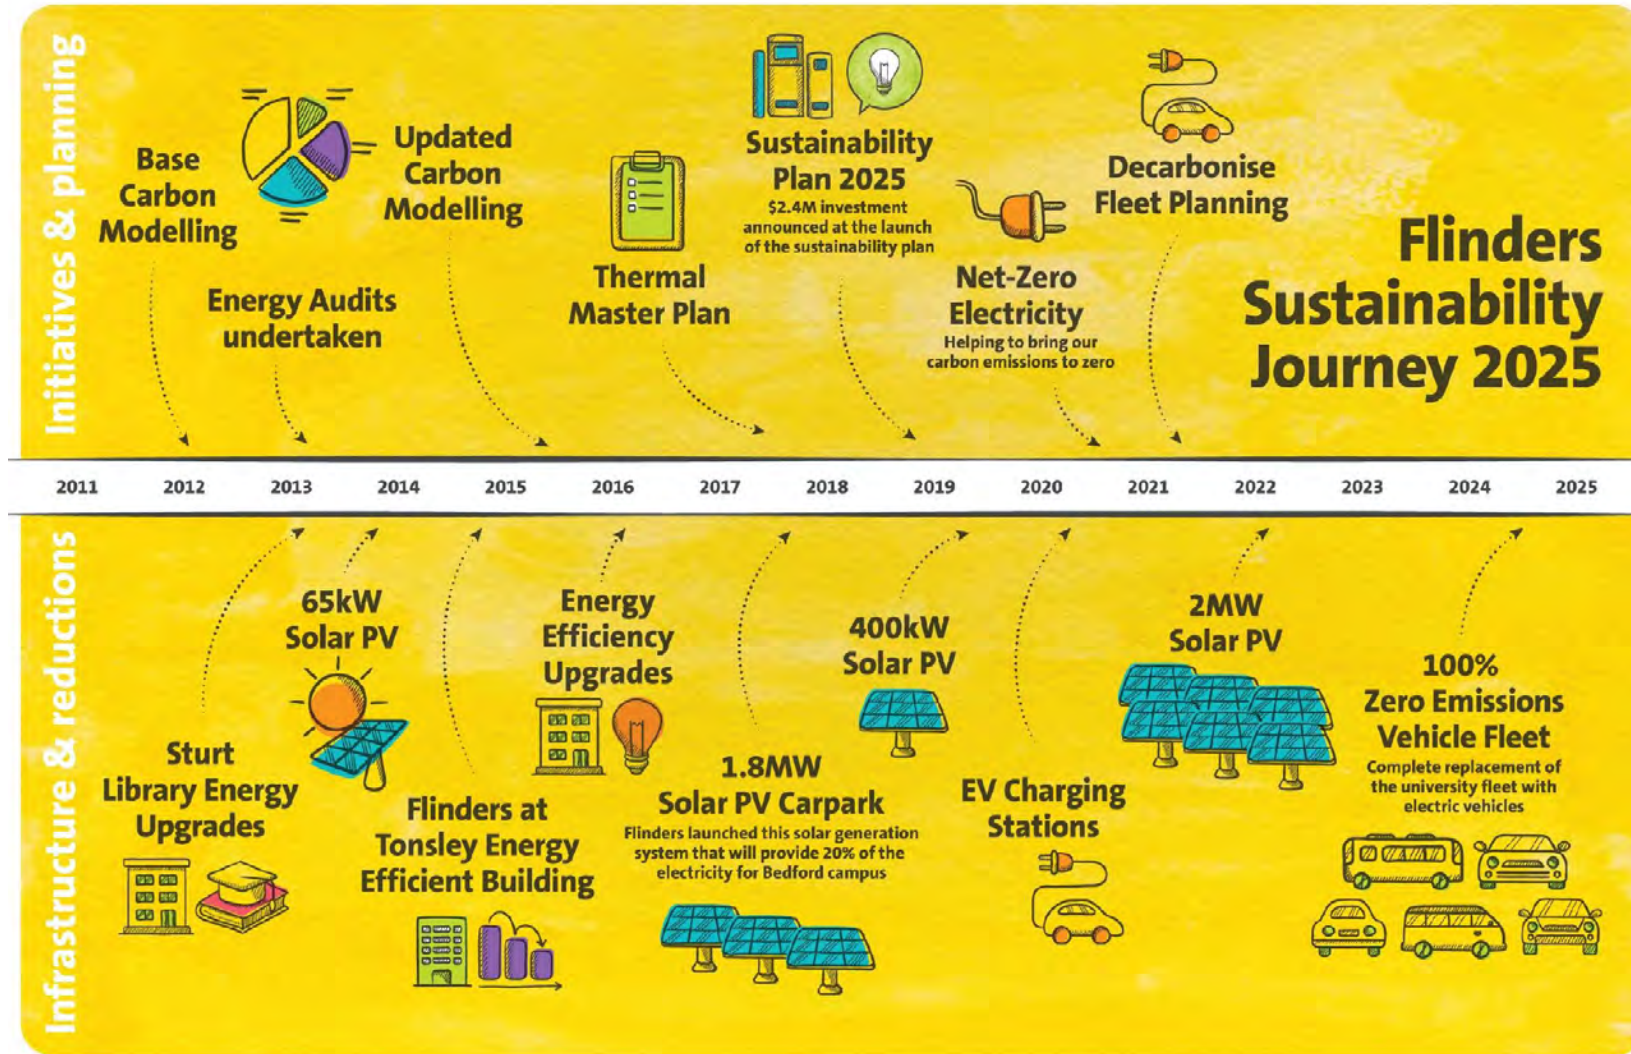 Initiatives & planning
Base
Carbon
Modelling
Energy Audits
undertaken
Updated
Carbon
Modelling
Thermal
Master Plan
Sustainability
Plan 2025
$2.4M investment
announced at the launch
of the sustainability plan
Net-Zero
Electricity
Helping to bring our
carbon emissions to zero
Decarbonise
Fleet Planning
Flinders
Sustainability
Journey 2025
2011 2012 2013 2014 2015 2016 2017 2018 2019 2020 2021 2022 2023 2024 2025
Infrastructure & reductions
Sturt
Library Energy
Upgrades
65kW
Solar PV
Flinders at
Tonsley Energy
Efficient Building
Energy
Efficiency
Upgrades
1.8MW
Solar PV Carpark
Flinders launched this solar generation
system that will provide 20% of the
electricity for Bedford campus
400kW
Solar PV
EV Charging
Stations
2MW
Solar PV
100%
Zero Emissions
Vehicle Fleet
Complete replacement of
the university fleet with
electric vehicles